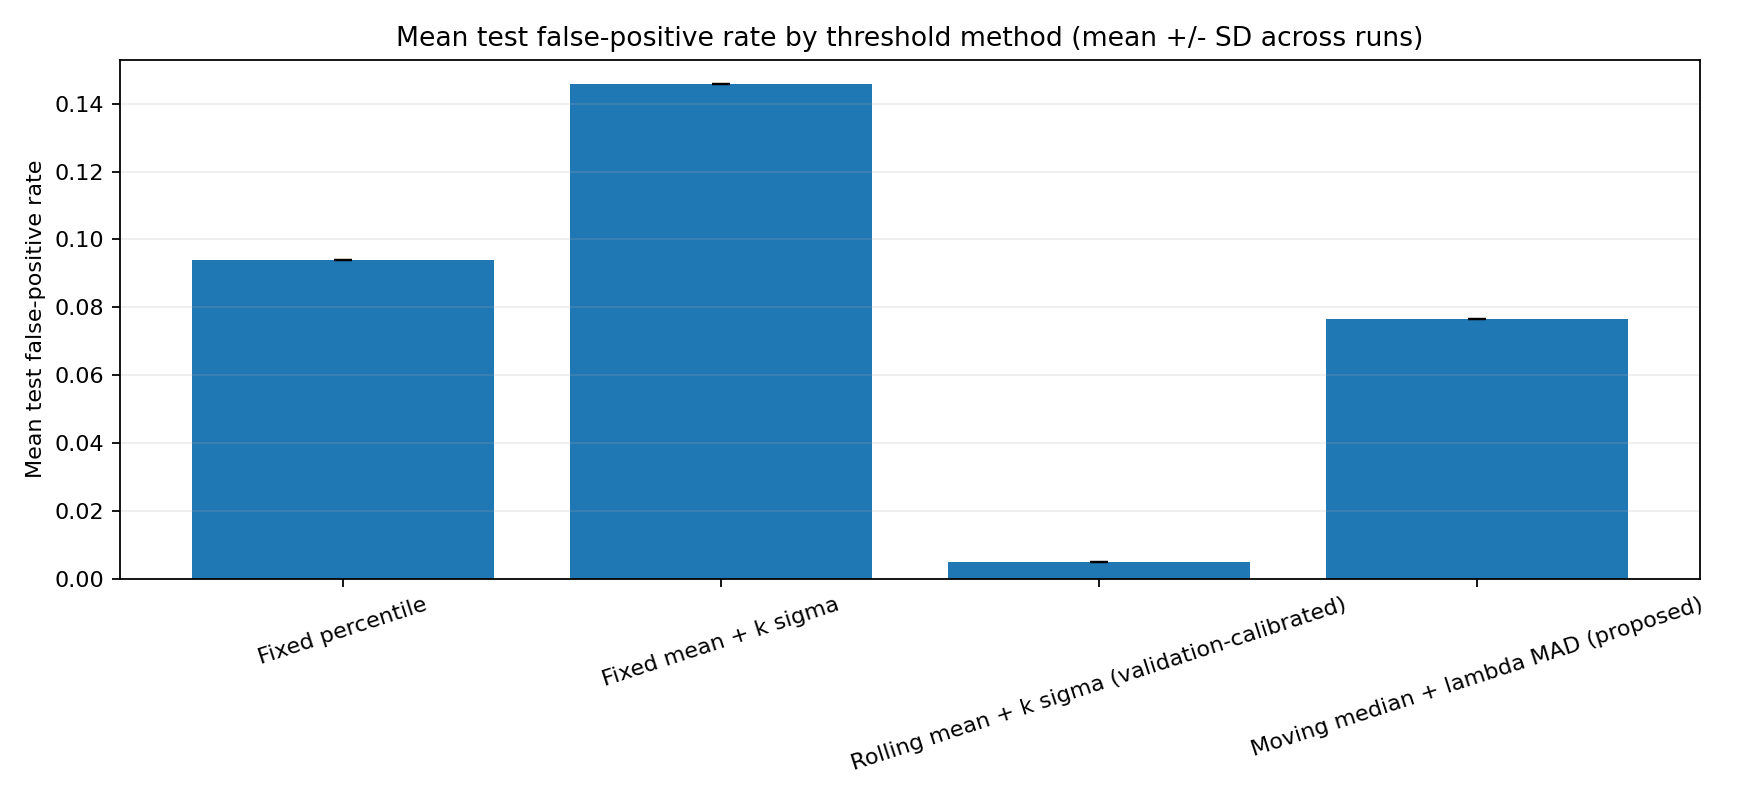 Mean test false-positive rate by threshold method (mean +/- SD across runs)
Mean test false-positive rate
0.14
0.12
0.10
0.08
0.06
0.04
0.02
0.00
Fixed percentile
Fixed mean + k sigma
Rolling mean + k sigma (validation-calibrated)
Moving median + lambda MAD (proposed)